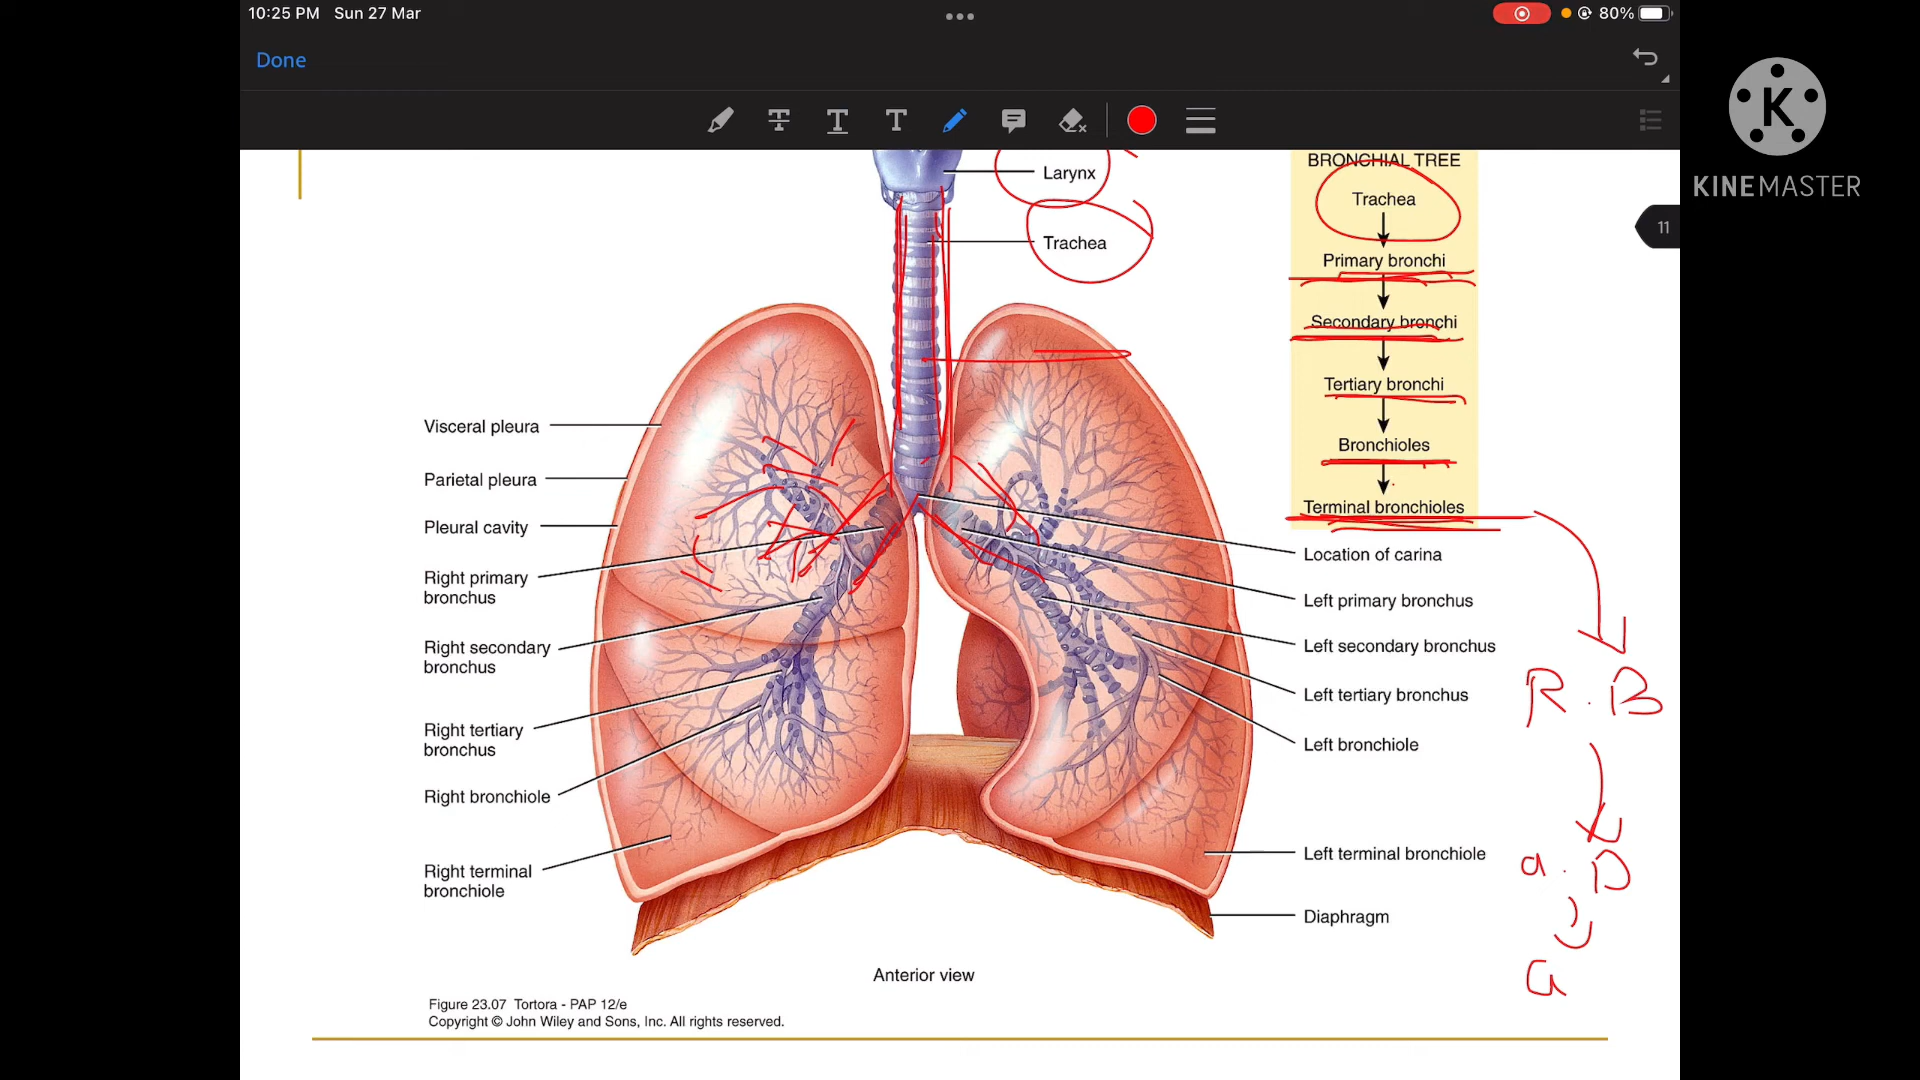 10:25 PM Sun 27 Mar
80%
Done
KINEMASTER
11
Larynx
Trachea
BRONCHIAL TREE
Trachea
Primary bronchi
Secondary bronchi
Tertiary bronchi
Bronchioles
Terminal bronchioles
Visceral pleura
Parietal pleura
Pleural cavity
Right primary
bronchus
Right secondary
bronchus
Right tertiary
bronchus
Right bronchiole
Right terminal
bronchiole
Location of carina
Left primary bronchus
Left secondary bronchus
Left tertiary bronchus
Left bronchiole
Left terminal bronchiole
Diaphragm
R.B
a.D
Anterior view
Figure 23.07 Tortora - PAP 12/e
Copyright © John Wiley and Sons, Inc. All rights reserved.